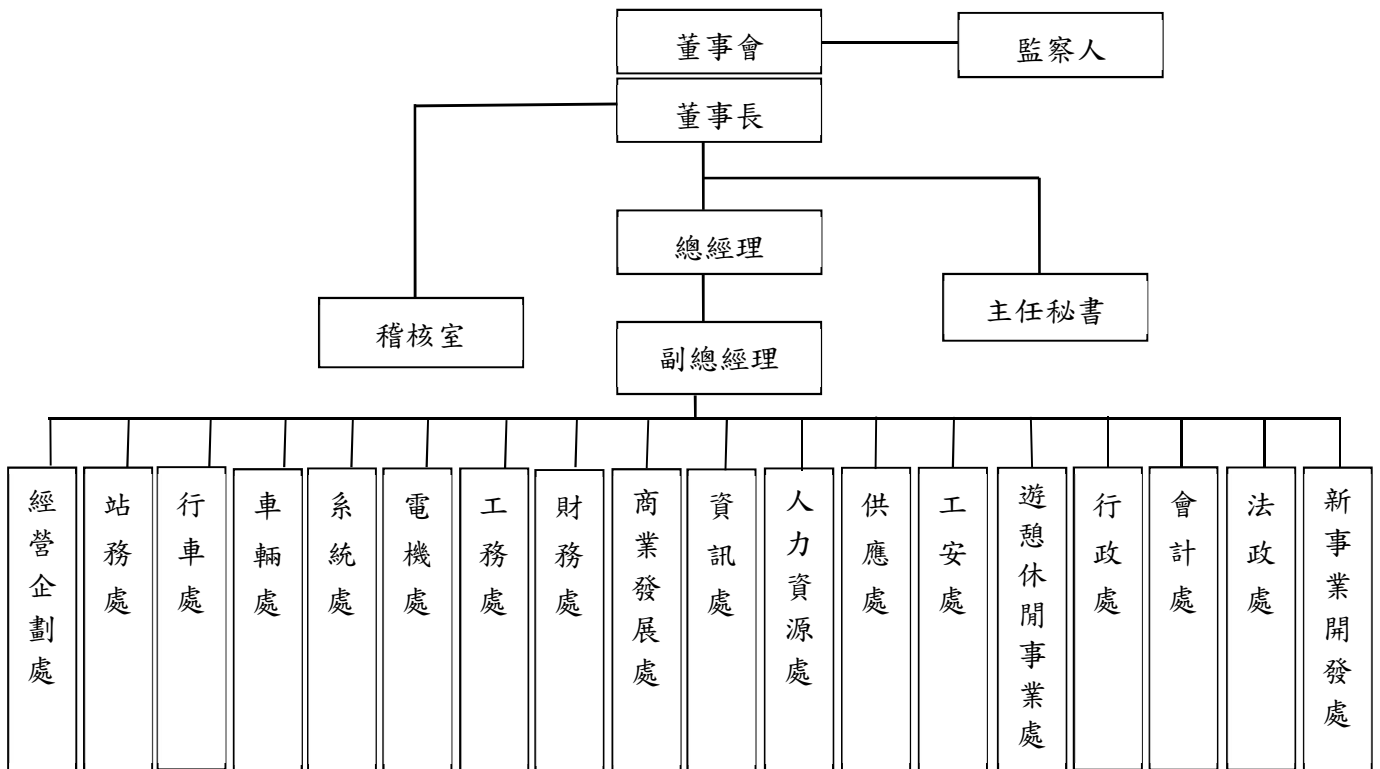 董事會
監察人
董事長
總經理
主任秘書
稽核室
副總經理
經營企劃處
站務處
行車處
車輛處
系統處
電機處
工務處
財務處
商業發展處
資訊處
人力資源處
供應處
工安處
遊憩休閒事業處
行政處
會計處
法政處
新事業開發處